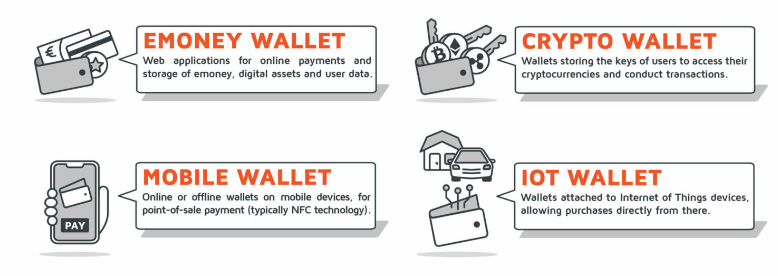 EMONEY WALLET
Web applications for online payments and
storage of emoney, digital assets and user data.
CRYPTO WALLET
Wallets storing the keys of users to access their
cryptocurrencies and conduct transactions.
MOBILE WALLET
Online or offline wallets on mobile devices, for
point-of-sale payment (typically NFC technology).
PAY
IOT WALLET
Wallets attached to Internet of Things devices,
allowing purchases directly from there.